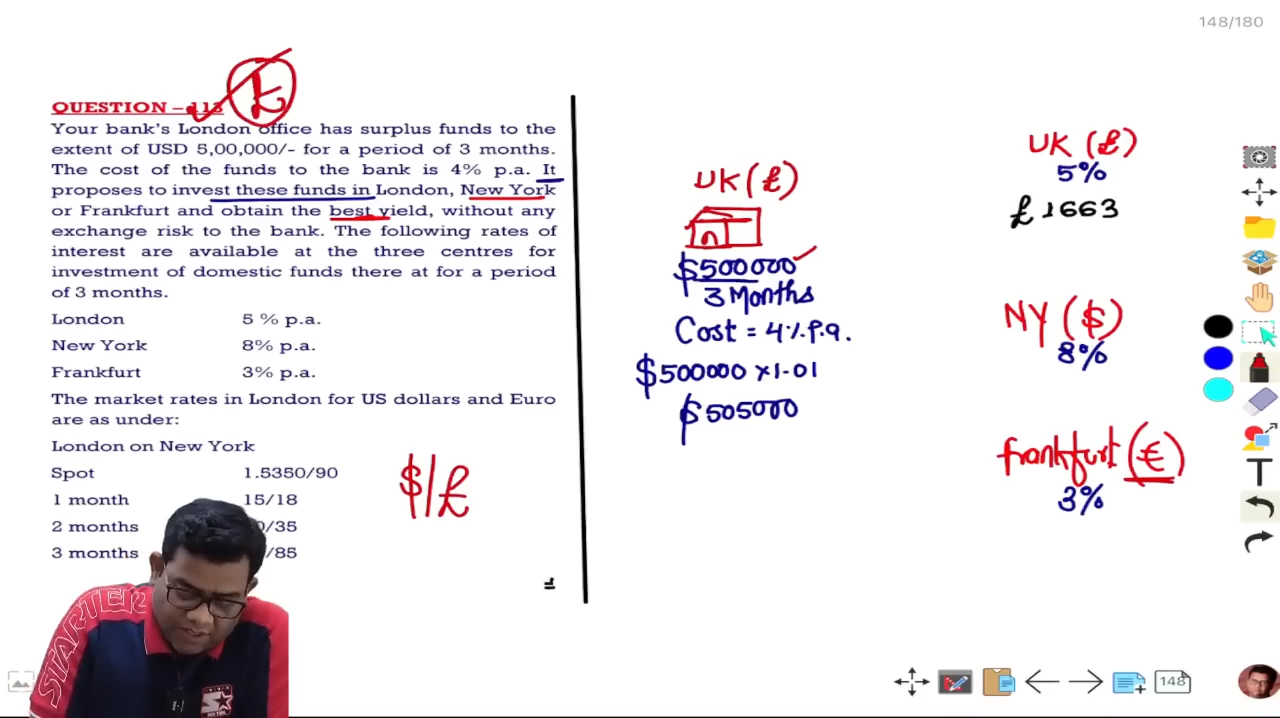 148/180
QUESTION – 113
£
Your bank's London office has surplus funds to the
extent of USD 5,00,000/- for a period of 3 months.
The cost of the funds to the bank is 4% p.a. It
proposes to invest these funds in London, New York
or Frankfurt and obtain the best yield, without any
exchange risk to the bank. The following rates of
interest are available at the three centres for
investment of domestic funds there at for a period
of 3 months.
London 5 % p.a.
New York 8% p.a.
Frankfurt 3% p.a.
The market rates in London for US dollars and Euro
are as under:
London on New York
Spot 1.5350/90
1 month 15/18
2 months /35
3 months /85
$/£
UK (£)
$500000
3 Months
Cost = 4%p.a.
$500000 x1.01
$505000
UK (£)
5%
£1663
NY ($)
8%
frankfurt (€)
3%
STARTER
T
148